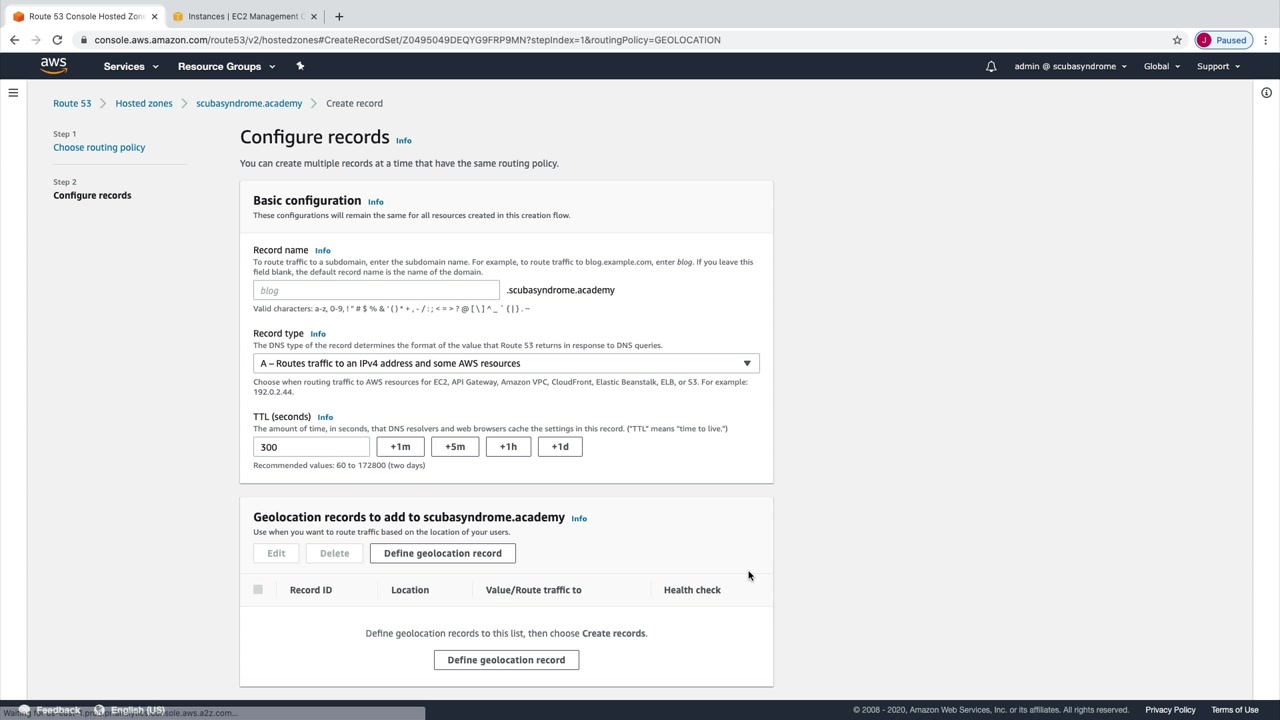 Route 53 Console Hosted Zon
Instances | EC2 Management C
console.aws.amazon.com/route53/v2/hostedzones#CreateRecordSet/Z0495049DEQYG9FRP9MN?stepIndex=1&routingPolicy=GEOLOCATION
J Paused
aws Services Resource Groups admin @ scubasyndrome Global Support
Route 53 Hosted zones scubasyndrome.academy Create record
Step 1
Choose routing policy
Step 2
Configure records
Configure records Info
You can create multiple records at a time that have the same routing policy.
Basic configuration Info
These configurations will remain the same for all resources created in this creation flow.
Record name Info
To route traffic to a subdomain, enter the subdomain name. For example, to route traffic to blog.example.com, enter blog. If you leave this
field blank, the default record name is the name of the domain.
blog .scubasyndrome.academy
Valid characters: a-z, 0-9, ! " # $ % & ' ( ) * + , - / : ; < = > ? @ [ \ ] ^ _ ` { | } . ~
Record type Info
The DNS type of the record determines the format of the value that Route 53 returns in response to DNS queries.
A – Routes traffic to an IPv4 address and some AWS resources
Choose when routing traffic to AWS resources for EC2, API Gateway, Amazon VPC, CloudFront, Elastic Beanstalk, ELB, or S3. For example:
192.0.2.44.
TTL (seconds) Info
The amount of time, in seconds, that DNS resolvers and web browsers cache the settings in this record. ("TTL" means "time to live.")
300 +1m +5m +1h +1d
Recommended values: 60 to 172800 (two days)
Geolocation records to add to scubasyndrome.academy Info
Use when you want to route traffic based on the location of your users.
Edit Delete Define geolocation record
Record ID Location Value/Route traffic to Health check
Define geolocation records to this list, then choose Create records.
Define geolocation record
Feedback English (US)
© 2008 - 2020, Amazon Web Services, Inc. or its affiliates. All rights reserved. Privacy Policy Terms of Use